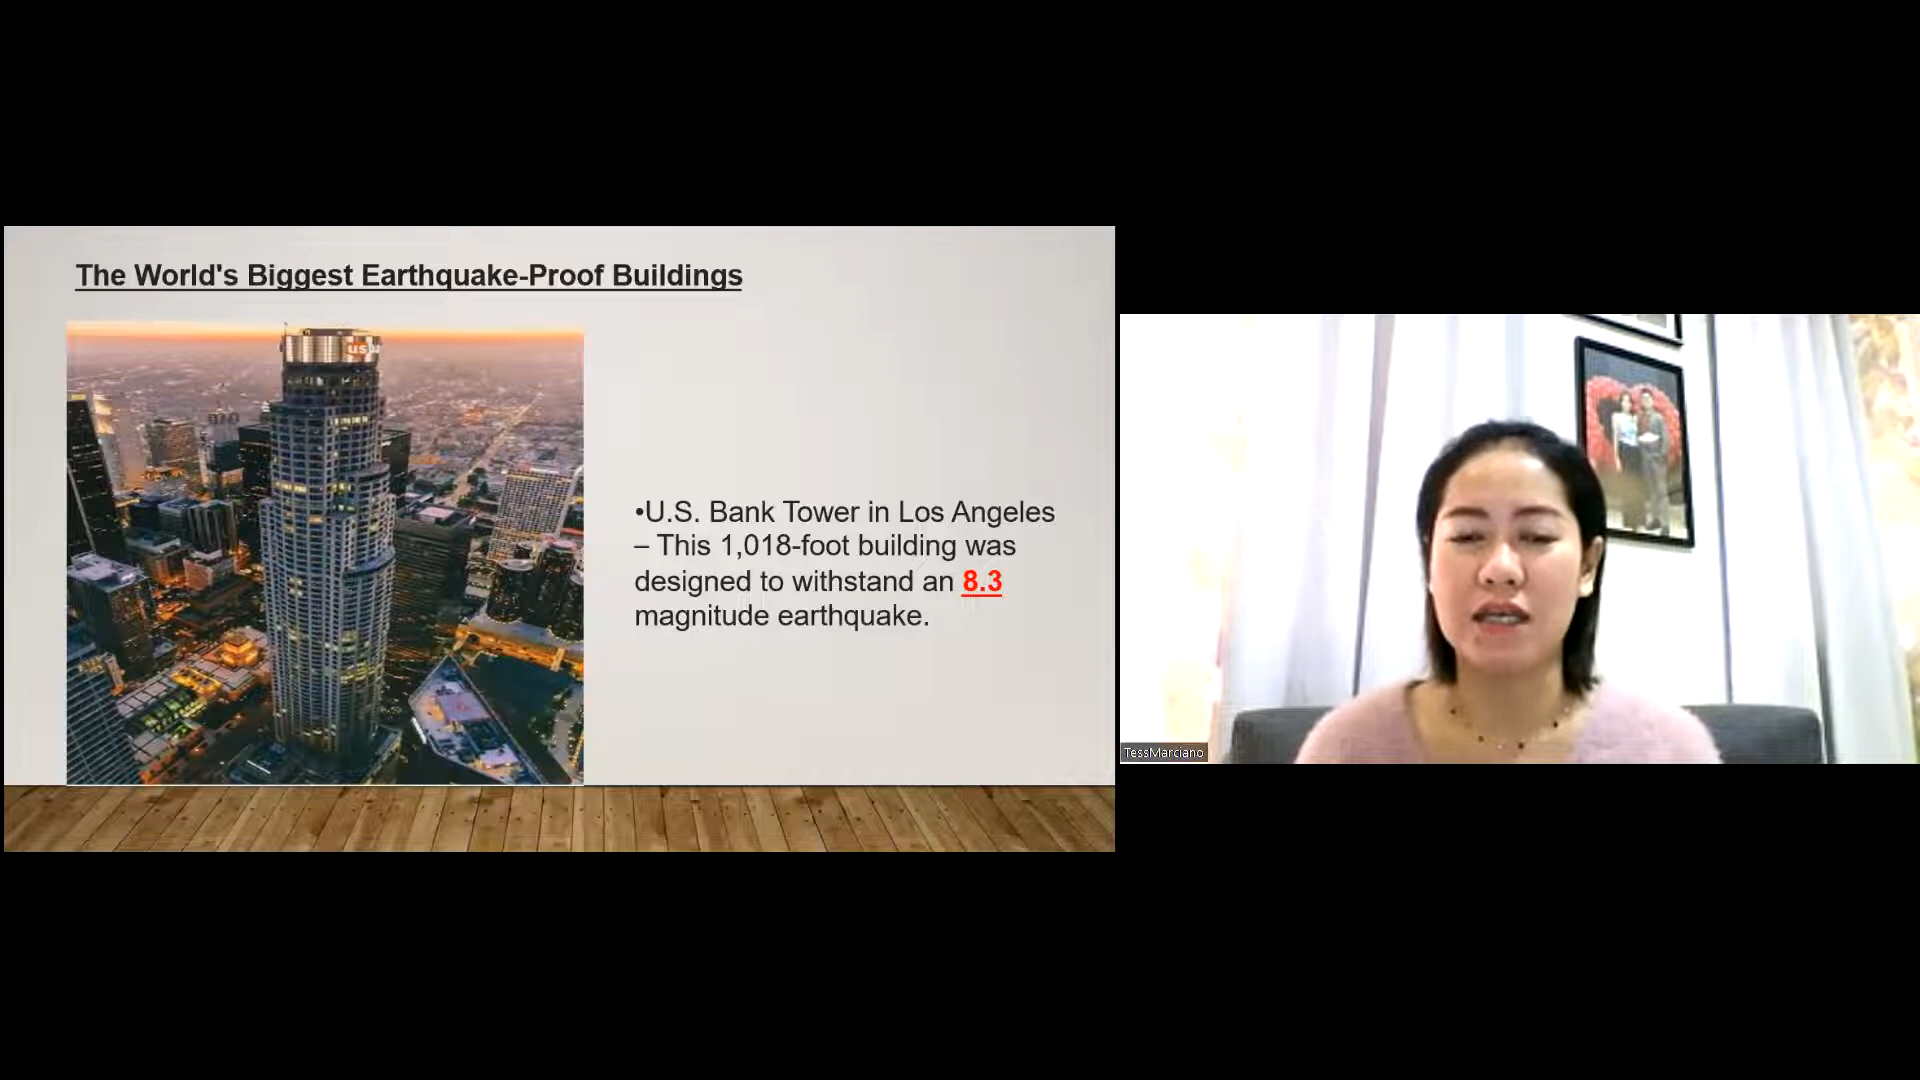 The World's Biggest Earthquake-Proof Buildings
us
•U.S. Bank Tower in Los Angeles
– This 1,018-foot building was
designed to withstand an 8.3
magnitude earthquake.
TessMarciano